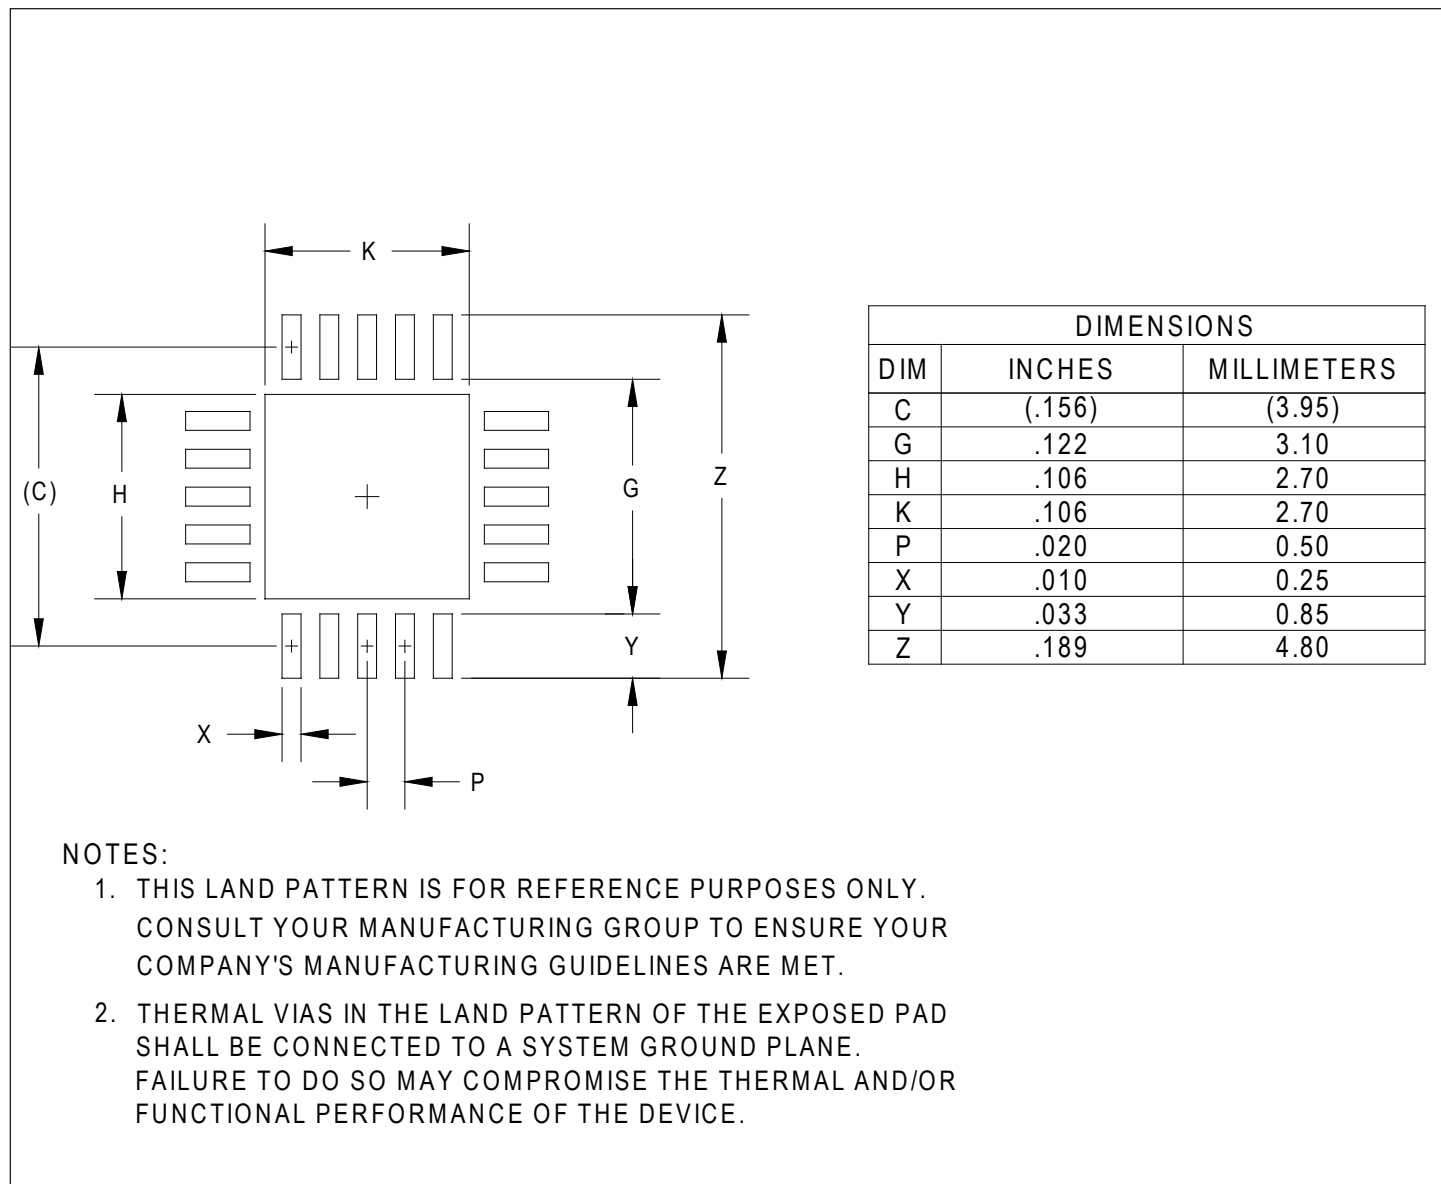 K
(C)
H
G
Z
Y
X
P
DIMENSIONS
DIM INCHES MILLIMETERS
C (.156) (3.95)
G .122 3.10
H .106 2.70
K .106 2.70
P .020 0.50
X .010 0.25
Y .033 0.85
Z .189 4.80
NOTES:
1. THIS LAND PATTERN IS FOR REFERENCE PURPOSES ONLY.
CONSULT YOUR MANUFACTURING GROUP TO ENSURE YOUR
COMPANY'S MANUFACTURING GUIDELINES ARE MET.
2. THERMAL VIAS IN THE LAND PATTERN OF THE EXPOSED PAD
SHALL BE CONNECTED TO A SYSTEM GROUND PLANE.
FAILURE TO DO SO MAY COMPROMISE THE THERMAL AND/OR
FUNCTIONAL PERFORMANCE OF THE DEVICE.